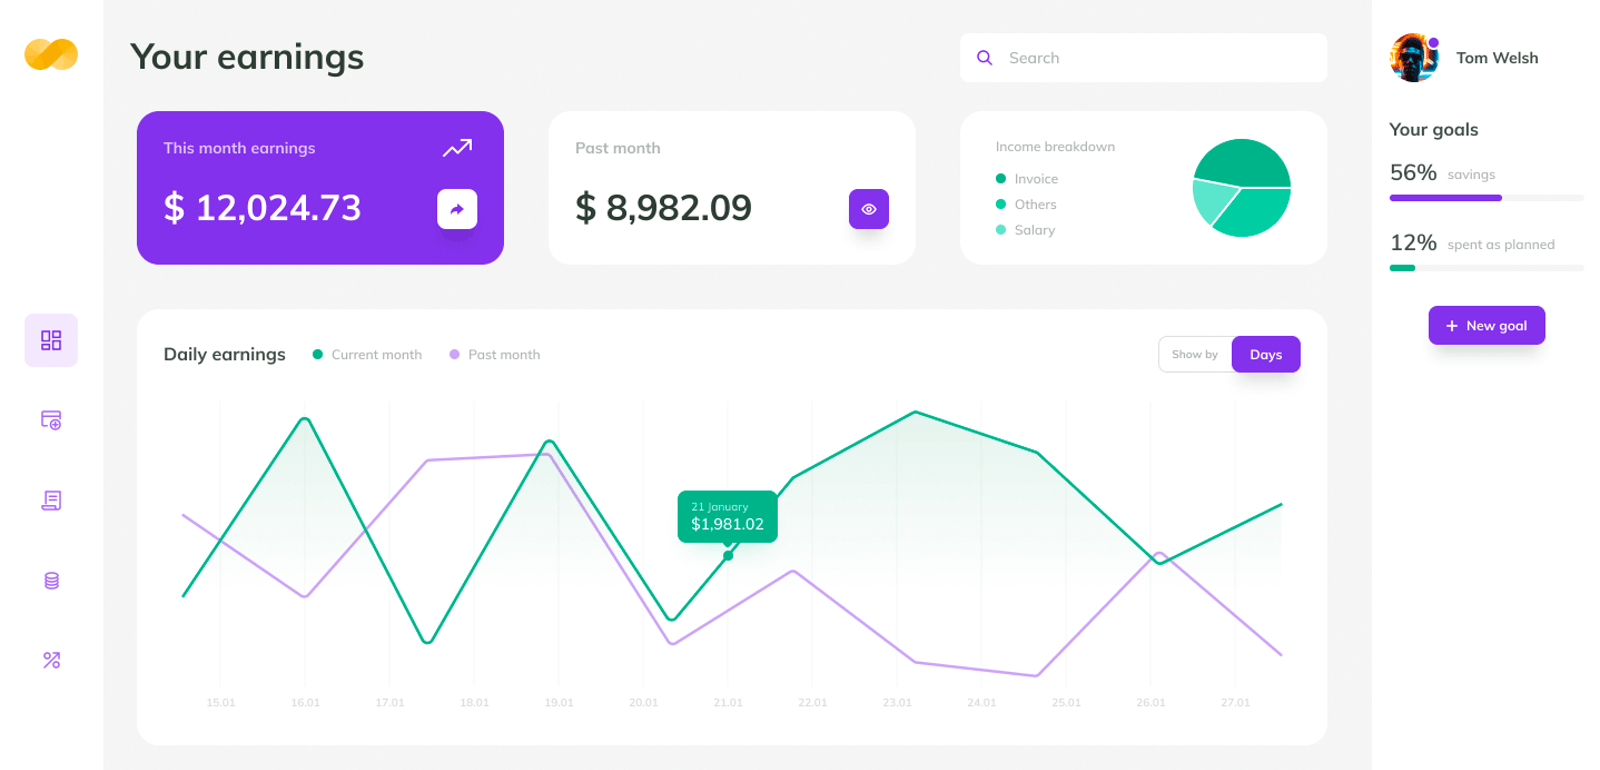 Your earnings
Search
This month earnings
$ 12,024.73
Past month
$ 8,982.09
Income breakdown
Invoice
Others
Salary
Daily earnings
Current month
Past month
Show by
Days
21 January
$1,981.02
15.01 16.01 17.01 18.01 19.01 20.01 21.01 22.01 23.01 24.01 25.01 26.01 27.01
Tom Welsh
Your goals
56% savings
12% spent as planned
+ New goal